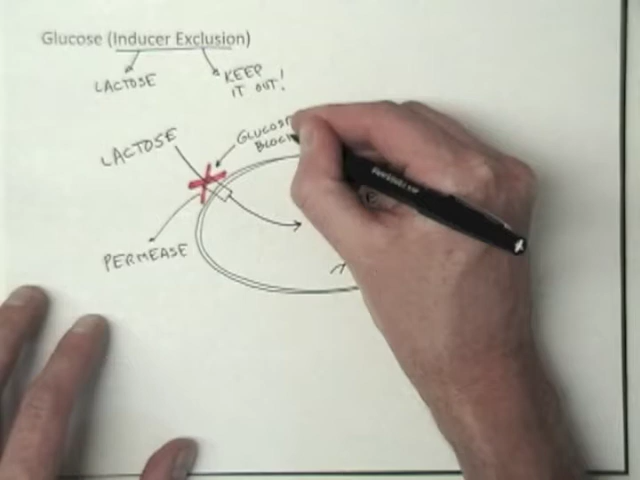 Glucose (Inducer Exclusion)
LACTOSE
KEEP
IT OUT!
LACTOSE
PERMEASE